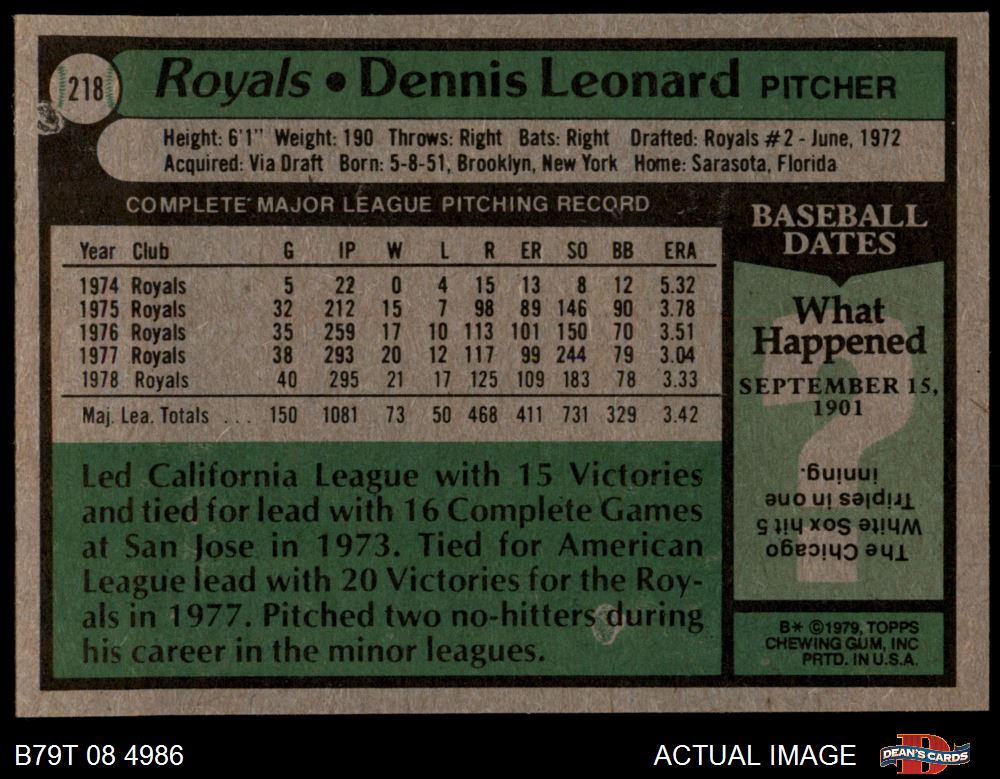 218
Royals • Dennis Leonard PITCHER
Height: 6'1" Weight: 190 Throws: Right Bats: Right Drafted: Royals #2 - June, 1972
Acquired: Via Draft Born: 5-8-51, Brooklyn, New York Home: Sarasota, Florida
COMPLETE MAJOR LEAGUE PITCHING RECORD
Year Club G IP W L R ER SO BB ERA
1974 Royals 5 22 0 4 15 13 8 12 5.32
1975 Royals 32 212 15 7 98 89 146 90 3.78
1976 Royals 35 259 17 10 113 101 150 70 3.51
1977 Royals 38 293 20 12 117 99 244 79 3.04
1978 Royals 40 295 21 17 125 109 183 78 3.33
Maj. Lea. Totals . . . 150 1081 73 50 468 411 731 329 3.42
Led California League with 15 Victories
and tied for lead with 16 Complete Games
at San Jose in 1973. Tied for American
League lead with 20 Victories for the Roy-
als in 1977. Pitched two no-hitters during
his career in the minor leagues.
BASEBALL
DATES
What
Happened
SEPTEMBER 15,
1901
The Chicago
White Sox hit 5
Triples in one
inning.
B* ©1979, TOPPS
CHEWING GUM, INC
PRTD. IN U.S.A.
B79T 08 4986
ACTUAL IMAGE
DEAN'S CARDS